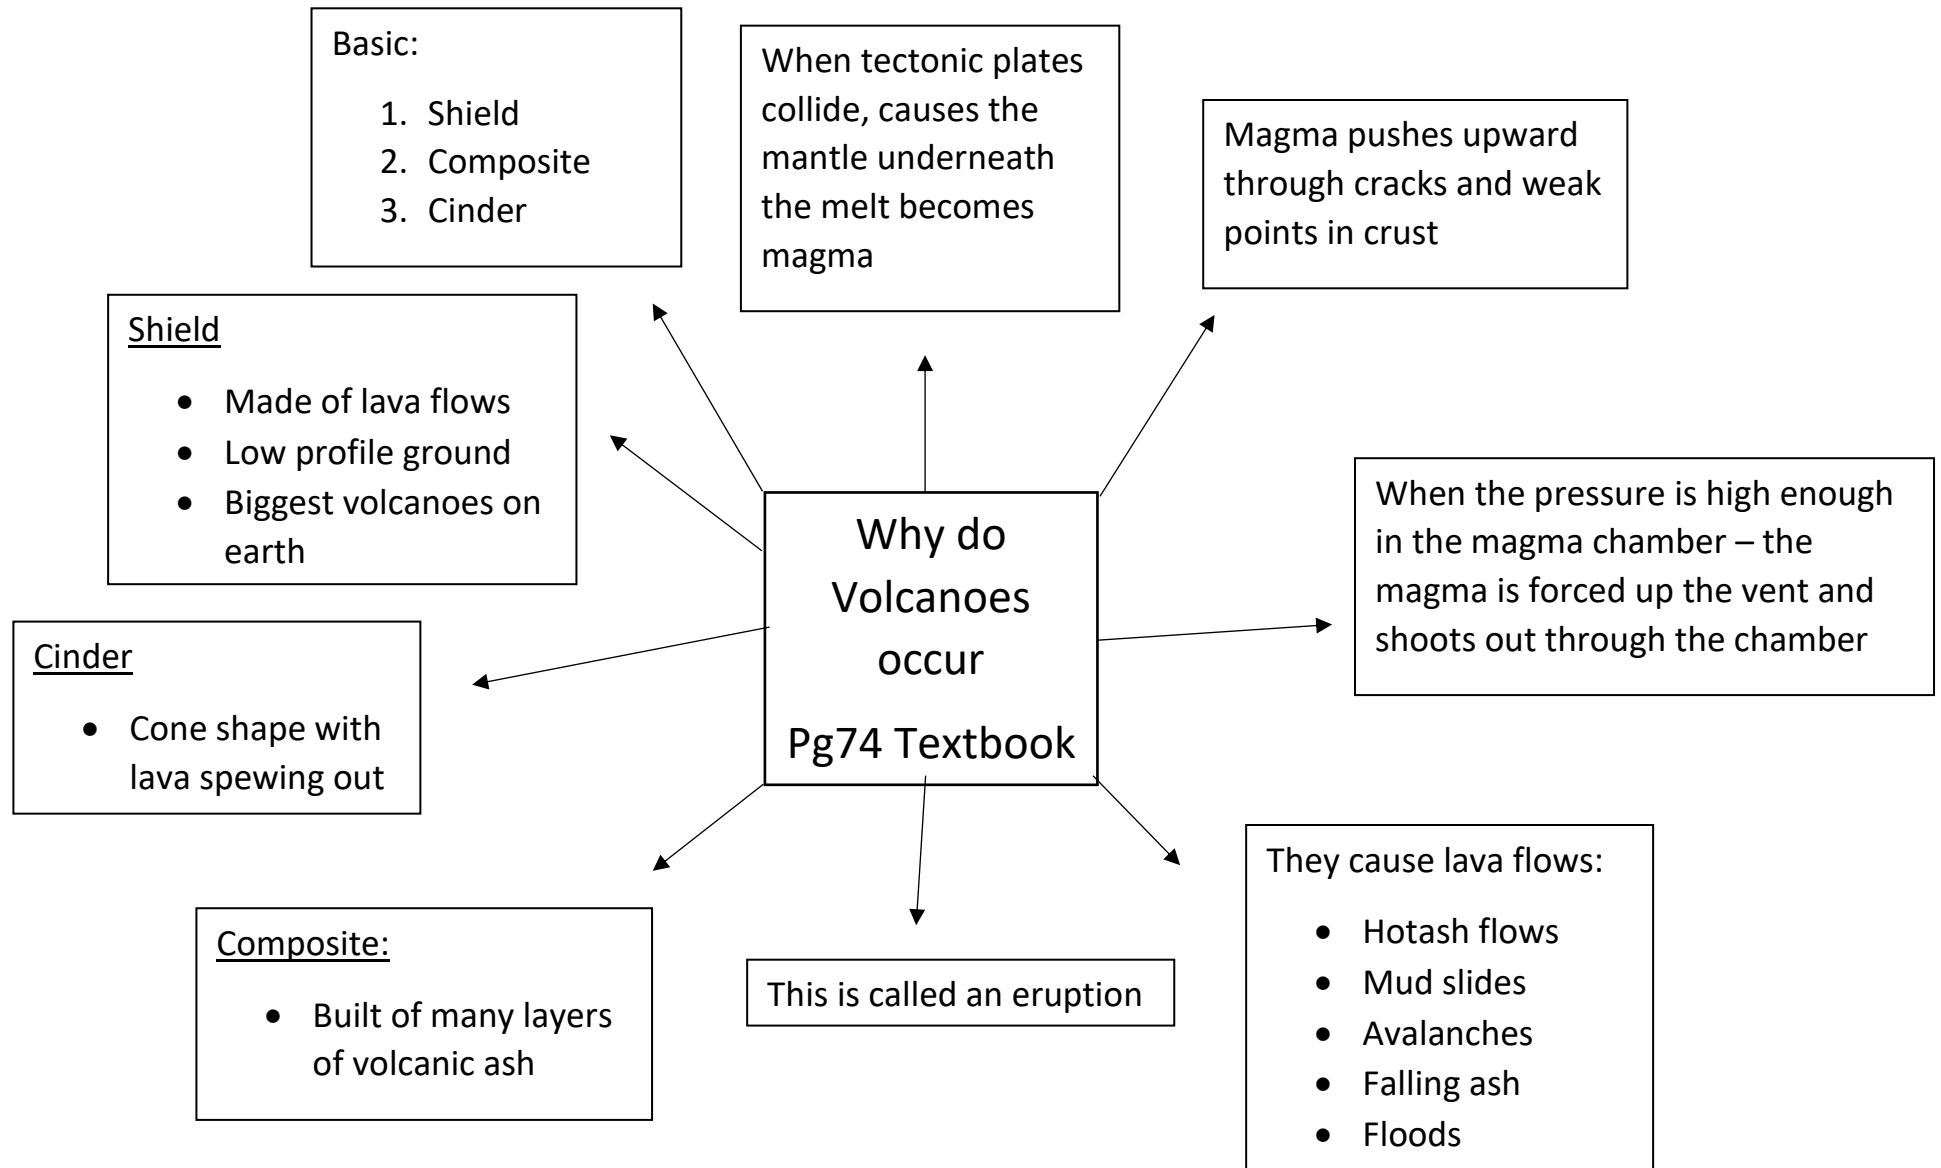 Basic:
1. Shield
2. Composite
3. Cinder
When tectonic plates
collide, causes the
mantle underneath
the melt becomes
magma
Magma pushes upward
through cracks and weak
points in crust
Shield
• Made of lava flows
• Low profile ground
• Biggest volcanoes on
earth
Why do
Volcanoes
occur
Pg74 Textbook
When the pressure is high enough
in the magma chamber – the
magma is forced up the vent and
shoots out through the chamber
Cinder
• Cone shape with
lava spewing out
Composite:
• Built of many layers
of volcanic ash
This is called an eruption
They cause lava flows:
• Hotash flows
• Mud slides
• Avalanches
• Falling ash
• Floods